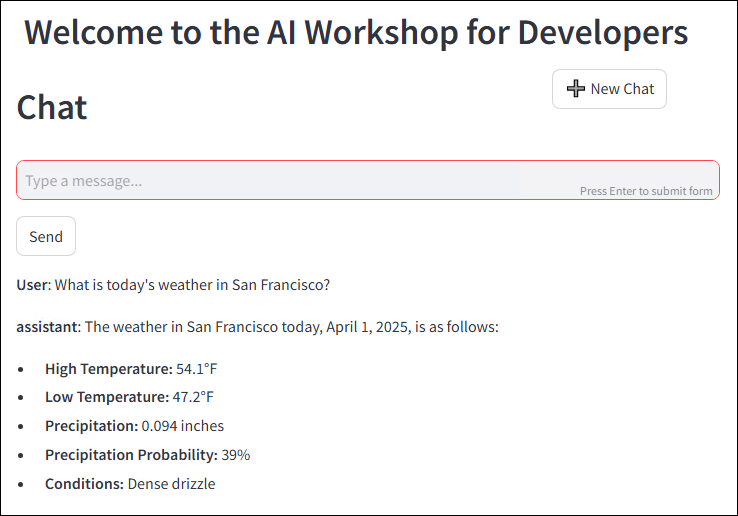 Welcome to the AI Workshop for Developers
New Chat
Chat
Type a message...
Press Enter to submit form
Send
User: What is today's weather in San Francisco?
assistant: The weather in San Francisco today, April 1, 2025, is as follows:
• High Temperature: 54.1°F
• Low Temperature: 47.2°F
• Precipitation: 0.094 inches
• Precipitation Probability: 39%
• Conditions: Dense drizzle